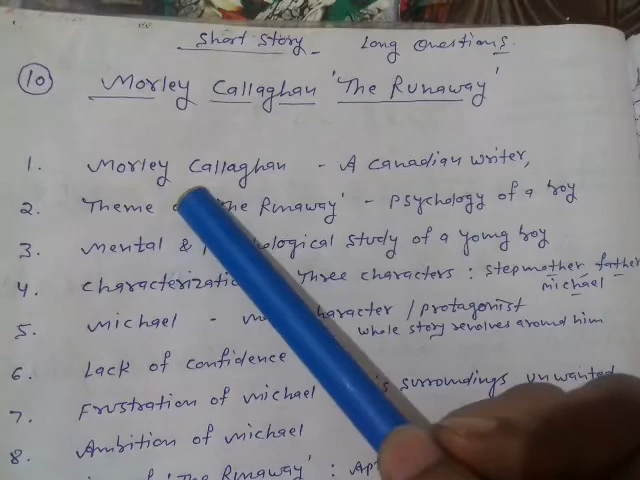 Short Story Long Questions.
10 Morley Callaghan 'The Runaway'
1. Morley Callaghan - A Canadian writer,
2. Theme The Runaway' - Psychology of a boy
3. Mental & study of a young boy
4. Three characters: stepmother, father
michael
5. michael - character / protagonist
whole story revolves around him
6. Lack of confidence
7. Frustration of michael surroundings unwanted
8. Ambition of michael
'The Runaway' :